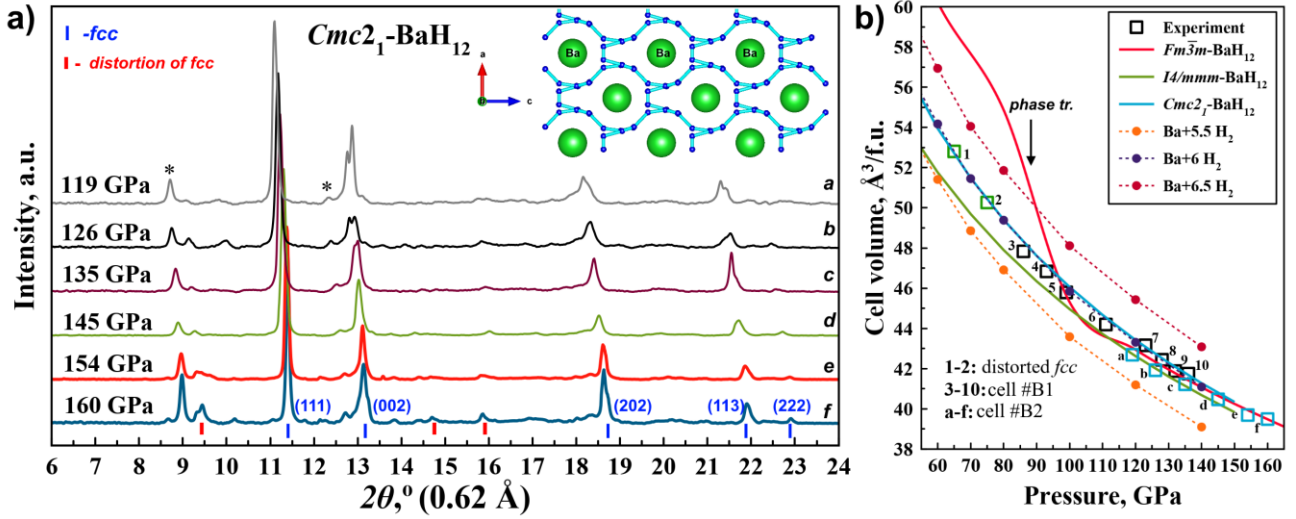 a)
Cmc2₁-BaH₁₂
-fcc
- distortion of fcc
a
b
c
Ba Ba Ba
Intensity, a.u.
* *
119 GPa a
126 GPa b
135 GPa c
145 GPa d
154 GPa e
160 GPa f
(111) (002) (202) (113) (222)
6 7 8 9 10 11 12 13 14 15 16 17 18 19 20 21 22 23 24
2θ,º (0.62 Å)
b)
Cell volume, Å³/f.u.
60
58
56
54
52
50
48
46
44
42
40
38
Experiment
Fm3̅m-BaH₁₂
I4/mmm-BaH₁₂
Cmc2₁-BaH₁₂
Ba+5.5 H₂
Ba+6 H₂
Ba+6.5 H₂
phase tr.
1
2
3
4
5
6
7
8
9
10
a
b
c
d
e
f
1-2: distorted fcc
3-10: cell #B1
a-f: cell #B2
60 80 100 120 140 160
Pressure, GPa